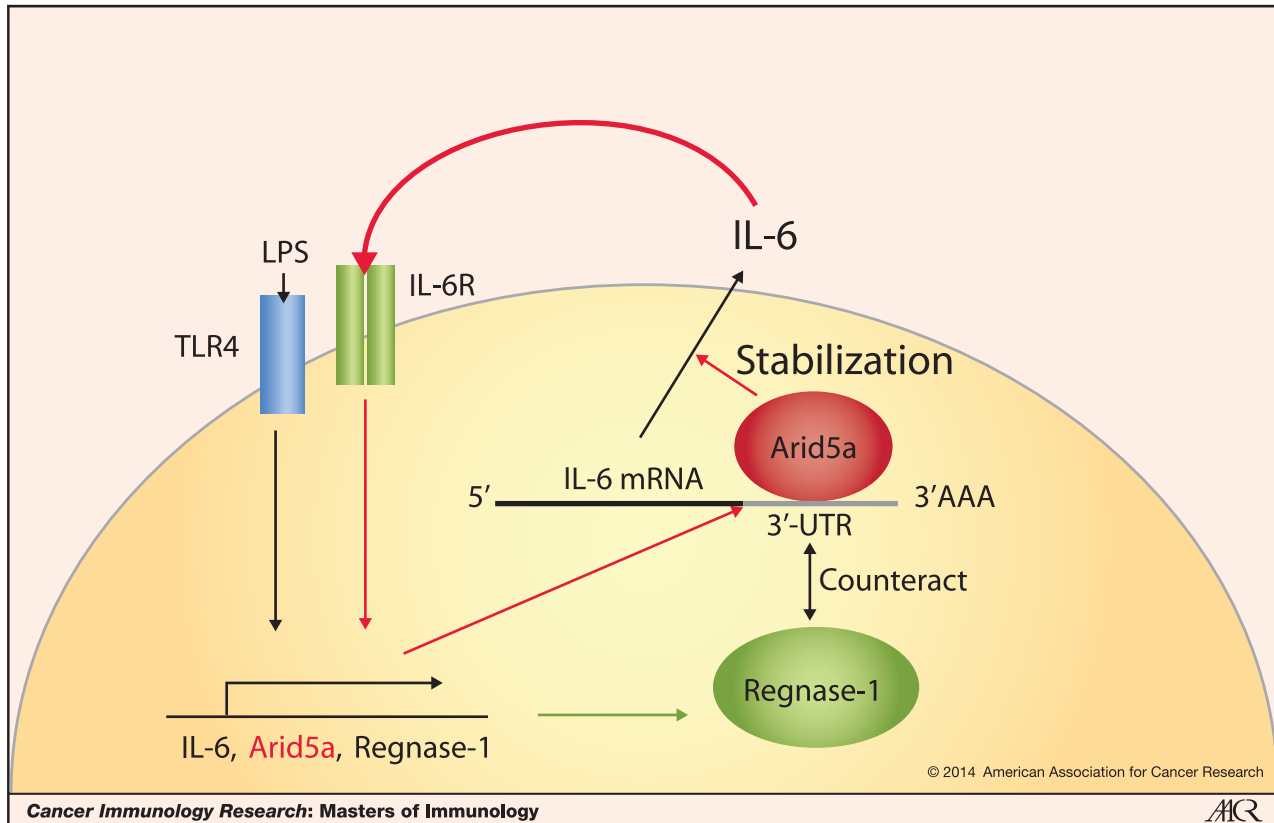 IL-6
LPS
IL-6R
TLR4
Stabilization
Arid5a
IL-6 mRNA
5′
3′AAA
3′-UTR
Counteract
Regnase-1
IL-6, Arid5a, Regnase-1
© 2014 American Association for Cancer Research
Cancer Immunology Research: Masters of Immunology
AACR